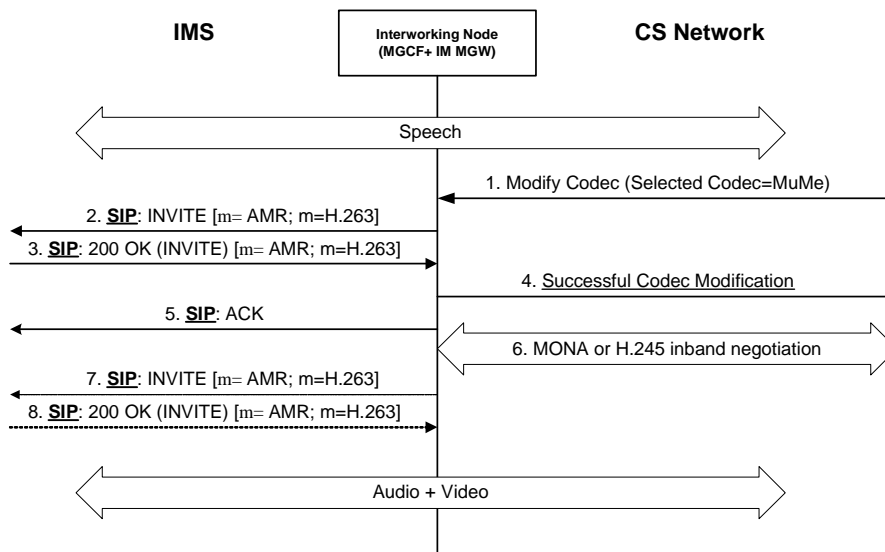 IMS
Interworking Node
(MGCF+ IM MGW)
CS Network
Speech
1. Modify Codec (Selected Codec=MuMe)
2. SIP: INVITE [m= AMR; m=H.263]
3. SIP: 200 OK (INVITE) [m= AMR; m=H.263]
4. Successful Codec Modification
5. SIP: ACK
6. MONA or H.245 inband negotiation
7. SIP: INVITE [m= AMR; m=H.263]
8. SIP: 200 OK (INVITE) [m= AMR; m=H.263]
Audio + Video